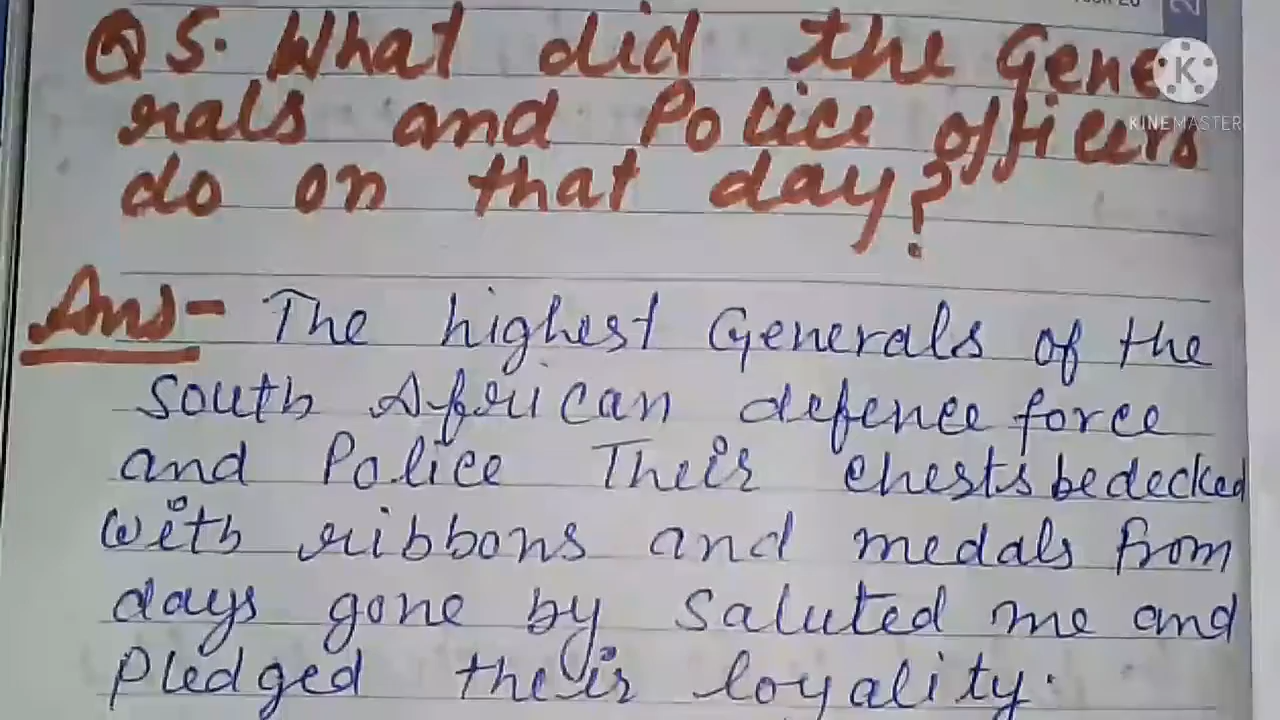 Q5. What did the Gene
rals and Police officers
do on that day?
Ans- The highest Generals of the
South African defence force
and Police Their chests bedecked
with ribbons and medals from
days gone by saluted me and
pledged their loyality.
K
KINEMASTER